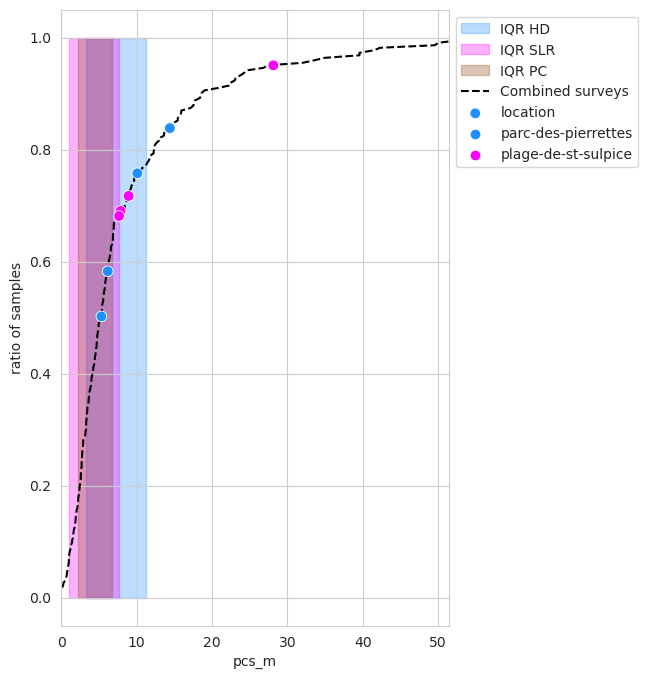 1.0
0.8
0.6
0.4
0.2
0.0
ratio of samples
0
10
20
30
40
50
pcs_m
IQR HD
IQR SLR
IQR PC
Combined surveys
location
parc-des-pierrettes
plage-de-st-sulpice